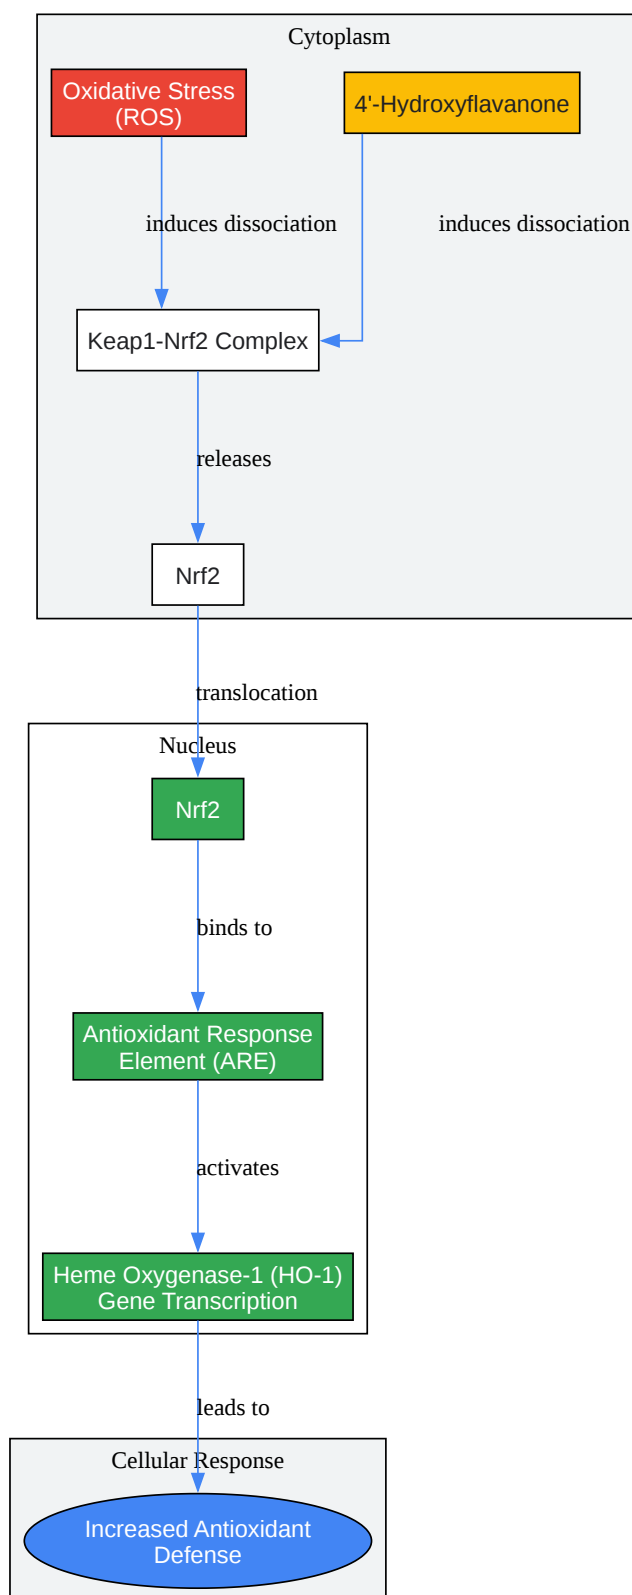 Cytoplasm
Oxidative Stress
(ROS)
4'-Hydroxyflavanone
induces dissociation
induces dissociation
Keap1-Nrf2 Complex
releases
Nrf2
translocation
Nucleus
Nrf2
binds to
Antioxidant Response
Element (ARE)
activates
Heme Oxygenase-1 (HO-1)
Gene Transcription
leads to
Cellular Response
Increased Antioxidant
Defense